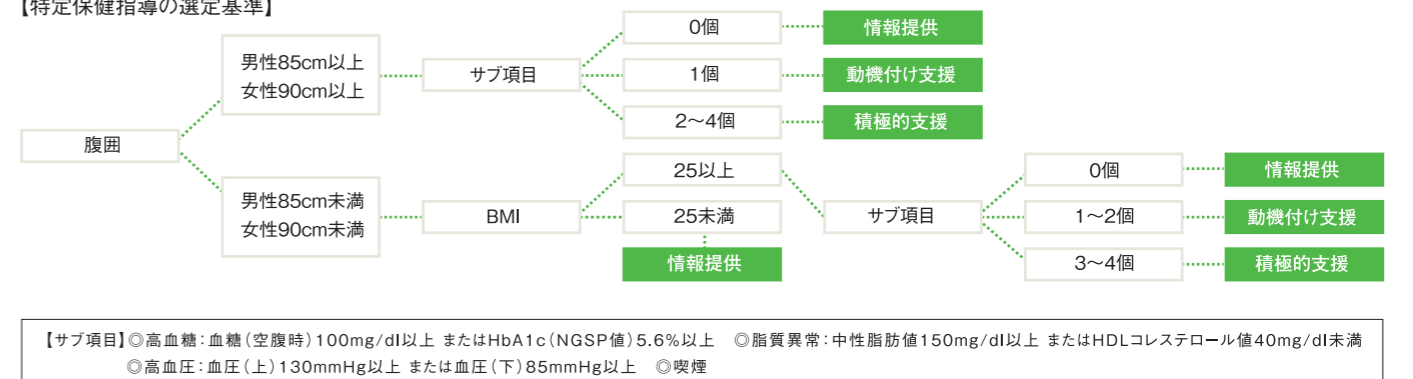 【特定保健指導の選定基準】
腹囲
男性85cm以上
女性90cm以上
サブ項目
0個
情報提供
1個
動機付け支援
2〜4個
積極的支援
男性85cm未満
女性90cm未満
BMI
25以上
25未満
情報提供
サブ項目
0個
情報提供
1〜2個
動機付け支援
3〜4個
積極的支援
【サブ項目】◎高血糖：血糖（空腹時）100mg/dl以上 またはHbA1c（NGSP値）5.6%以上 ◎脂質異常：中性脂肪値150mg/dl以上 またはHDLコレステロール値40mg/dl未満
◎高血圧：血圧（上）130mmHg以上 または血圧（下）85mmHg以上 ◎喫煙